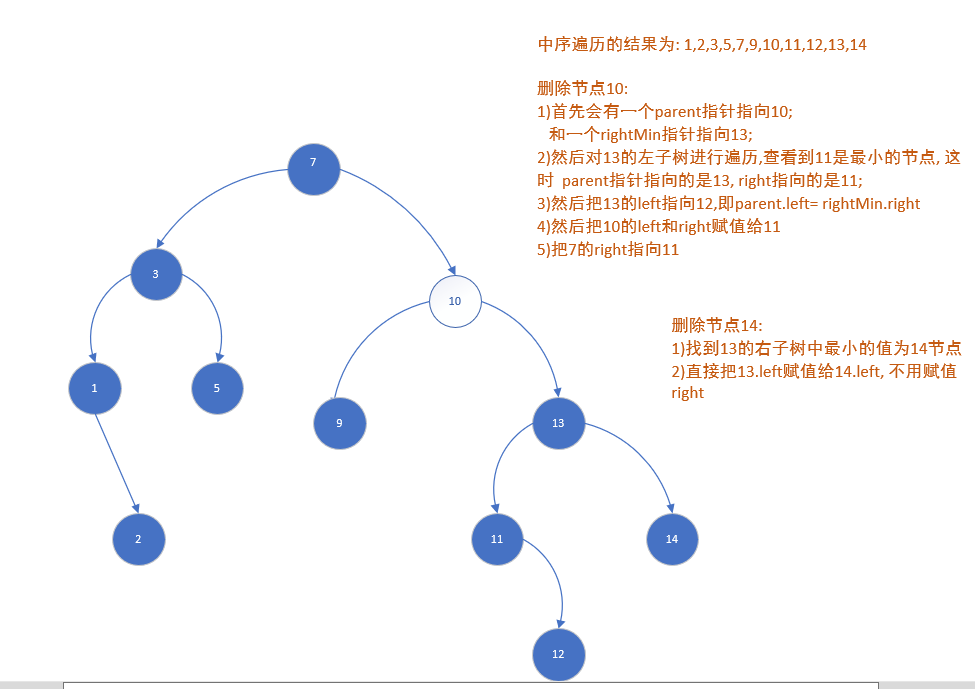 中序遍历的结果为: 1,2,3,5,7,9,10,11,12,13,14
删除节点10:
1)首先会有一个parent指针指向10;
和一个rightMin指针指向13;
2)然后对13的左子树进行遍历,查看到11是最小的节点, 这
时 parent指针指向的是13, right指向的是11;
3)然后把13的left指向12,即parent.left= rightMin.right
4)然后把10的left和right赋值给11
5)把7的right指向11
7
3
10
删除节点14:
1)找到13的右子树中最小的值为14节点
2)直接把13.left赋值给14.left, 不用赋值
right
1
5
9
13
2
11
14
12